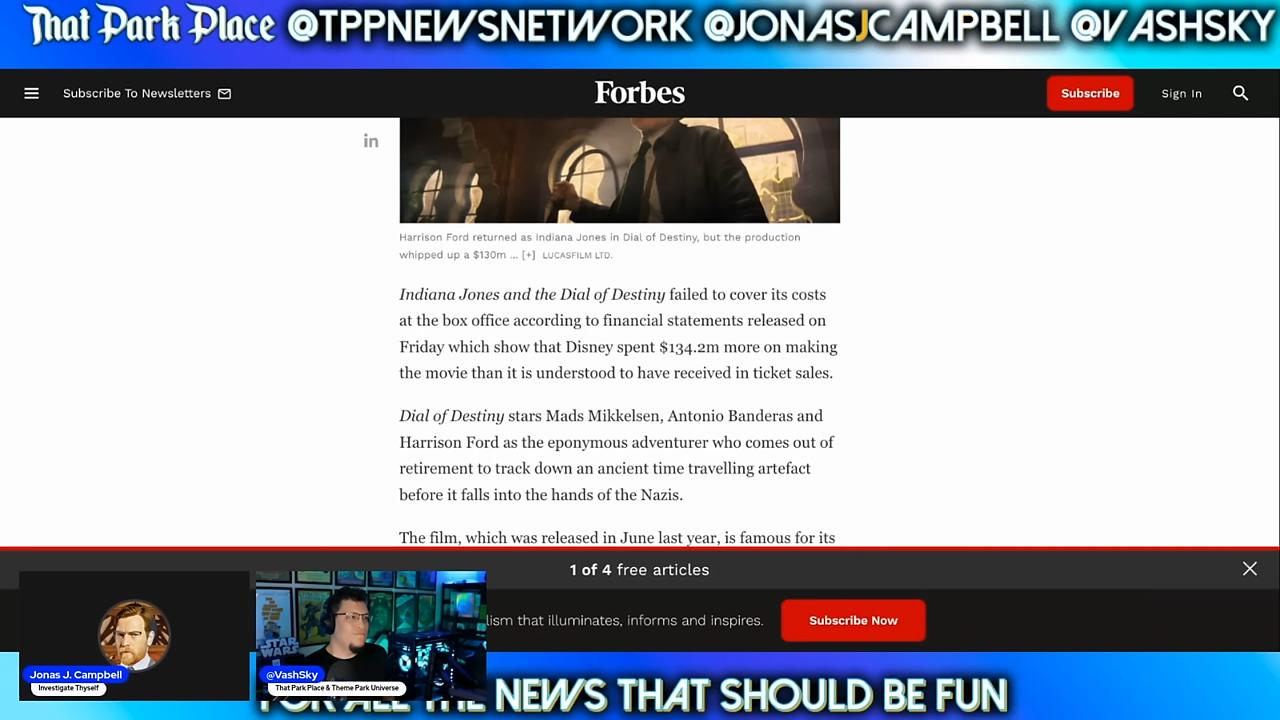 That Park Place @TPPNEWSNETWORK @JONASJCAMPBELL @VASHSKY
Subscribe To Newsletters
Forbes
Subscribe
Sign In
in
Harrison Ford returned as Indiana Jones in Dial of Destiny, but the production
whipped up a $130m ... [+] LUCASFILM LTD.
Indiana Jones and the Dial of Destiny failed to cover its costs
at the box office according to financial statements released on
Friday which show that Disney spent $134.2m more on making
the movie than it is understood to have received in ticket sales.
Dial of Destiny stars Mads Mikkelsen, Antonio Banderas and
Harrison Ford as the eponymous adventurer who comes out of
retirement to track down an ancient time travelling artefact
before it falls into the hands of the Nazis.
The film, which was released in June last year, is famous for its
1 of 4 free articles
lism that illuminates, informs and inspires.
Subscribe Now
STAR
WARS
Jonas J. Campbell
Investigate Thyself
@VashSky
That Park Place & Theme Park Universe
FOR ALL THE NEWS THAT SHOULD BE FUN